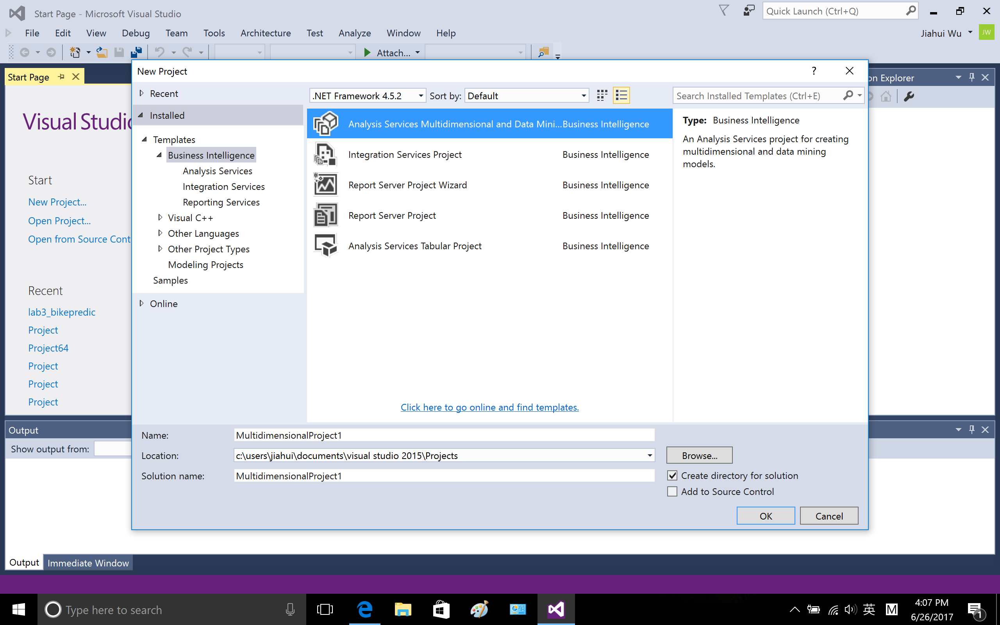 Start Page - Microsoft Visual Studio
Quick Launch (Ctrl+Q)
File Edit View Debug Team Tools Architecture Test Analyze Window Help
Jiahui Wu JW
Attach...
Start Page
Visual Studio
Start
New Project...
Open Project...
Open from Source Cont
Recent
lab3_bikepredic
Project
Project64
Project
Project
Project
New Project
?
Recent
Installed
Templates
Business Intelligence
Analysis Services
Integration Services
Reporting Services
Visual C++
Other Languages
Other Project Types
Modeling Projects
Samples
Online
.NET Framework 4.5.2 Sort by: Default
Search Installed Templates (Ctrl+E)
Analysis Services Multidimensional and Data Mini... Business Intelligence
Integration Services Project Business Intelligence
Report Server Project Wizard Business Intelligence
Report Server Project Business Intelligence
Analysis Services Tabular Project Business Intelligence
Click here to go online and find templates.
Type: Business Intelligence
An Analysis Services project for creating
multidimensional and data mining
models.
Name: MultidimensionalProject1
Location: c:\users\jiahui\documents\visual studio 2015\Projects
Browse...
Solution name: MultidimensionalProject1
Create directory for solution
Add to Source Control
OK Cancel
on Explorer
Output
Show output from:
Output Immediate Window
Type here to search
英 M
4:07 PM
6/26/2017
1